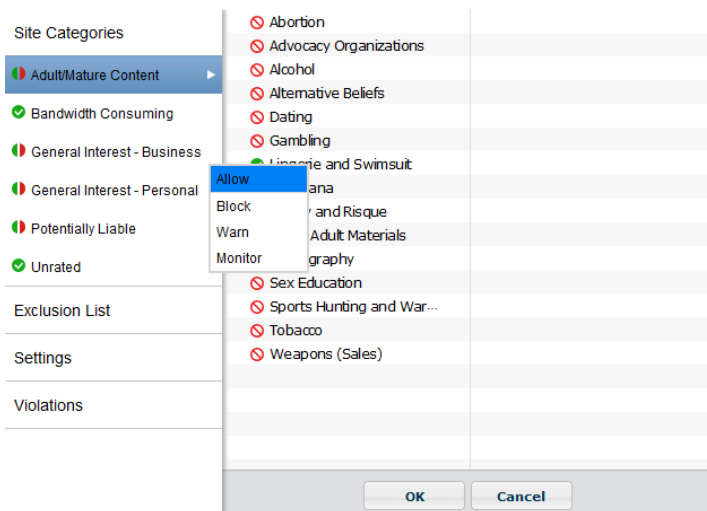 Site Categories
Adult/Mature Content
Bandwidth Consuming
General Interest - Business
General Interest - Personal
Potentially Liable
Unrated
Exclusion List
Settings
Violations
Abortion
Advocacy Organizations
Alcohol
Alternative Beliefs
Dating
Gambling
Lingerie and Swimsuit
ana
and Risque
Adult Materials
graphy
Sex Education
Sports Hunting and War...
Tobacco
Weapons (Sales)
Allow
Block
Warn
Monitor
OK
Cancel